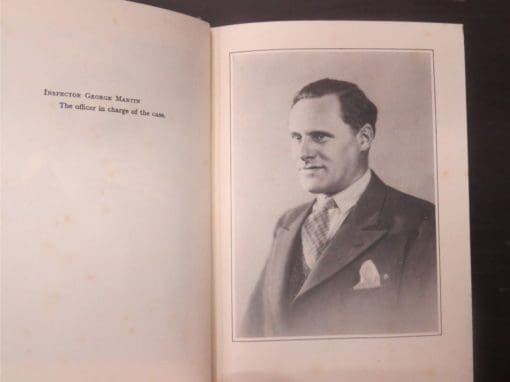 Inspector George Martin
The officer in charge of the case.